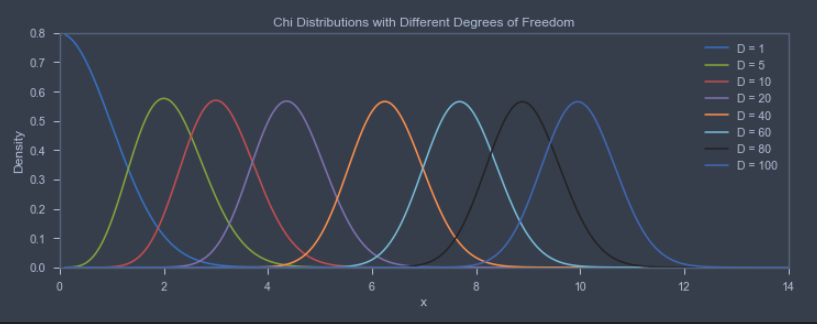 Chi Distributions with Different Degrees of Freedom
0.8
0.7
0.6
0.5
0.4
0.3
0.2
0.1
0.0
Density
0 2 4 6 8 10 12 14
x
D = 1
D = 5
D = 10
D = 20
D = 40
D = 60
D = 80
D = 100